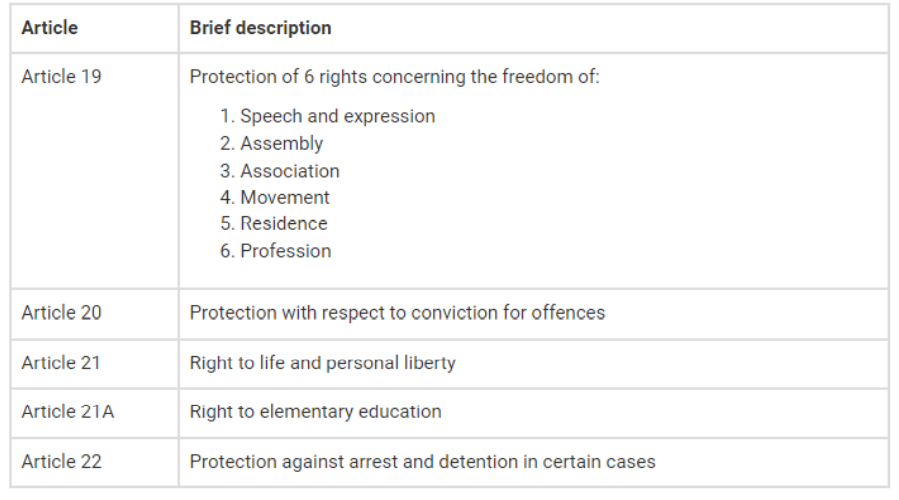 Article Brief description
Article 19 Protection of 6 rights concerning the freedom of:
1. Speech and expression
2. Assembly
3. Association
4. Movement
5. Residence
6. Profession
Article 20 Protection with respect to conviction for offences
Article 21 Right to life and personal liberty
Article 21A Right to elementary education
Article 22 Protection against arrest and detention in certain cases